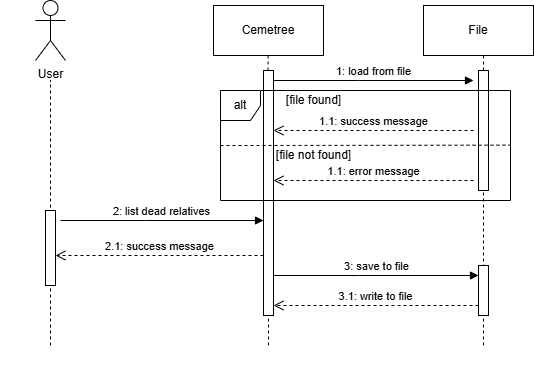 Cemetree
File
User
1: load from file
alt
[file found]
1.1: success message
[file not found]
1.1: error message
2: list dead relatives
2.1: success message
3: save to file
3.1: write to file